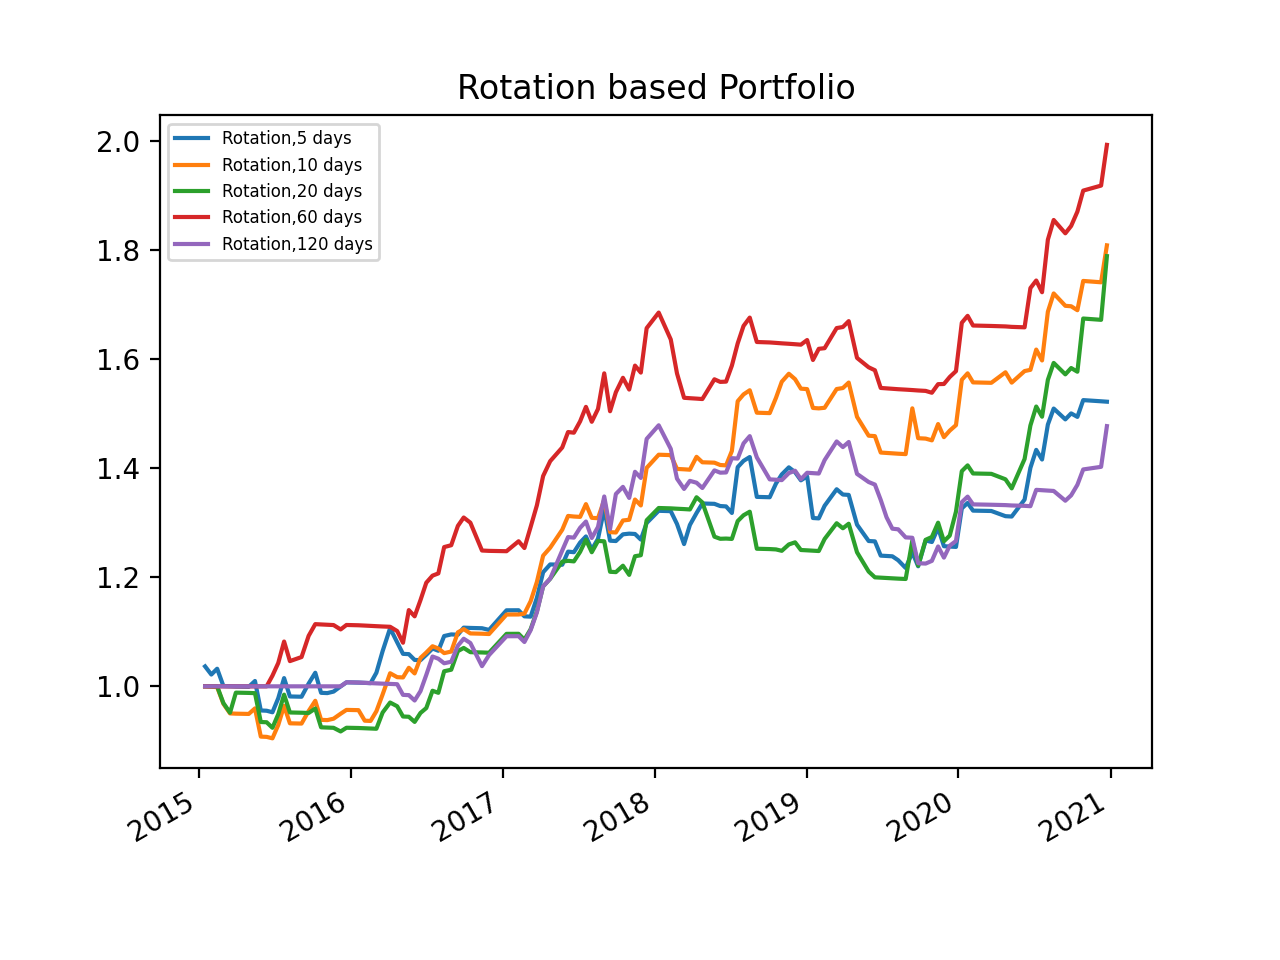 Rotation based Portfolio
2.0
1.8
1.6
1.4
1.2
1.0
Rotation,5 days
Rotation,10 days
Rotation,20 days
Rotation,60 days
Rotation,120 days
2015
2016
2017
2018
2019
2020
2021